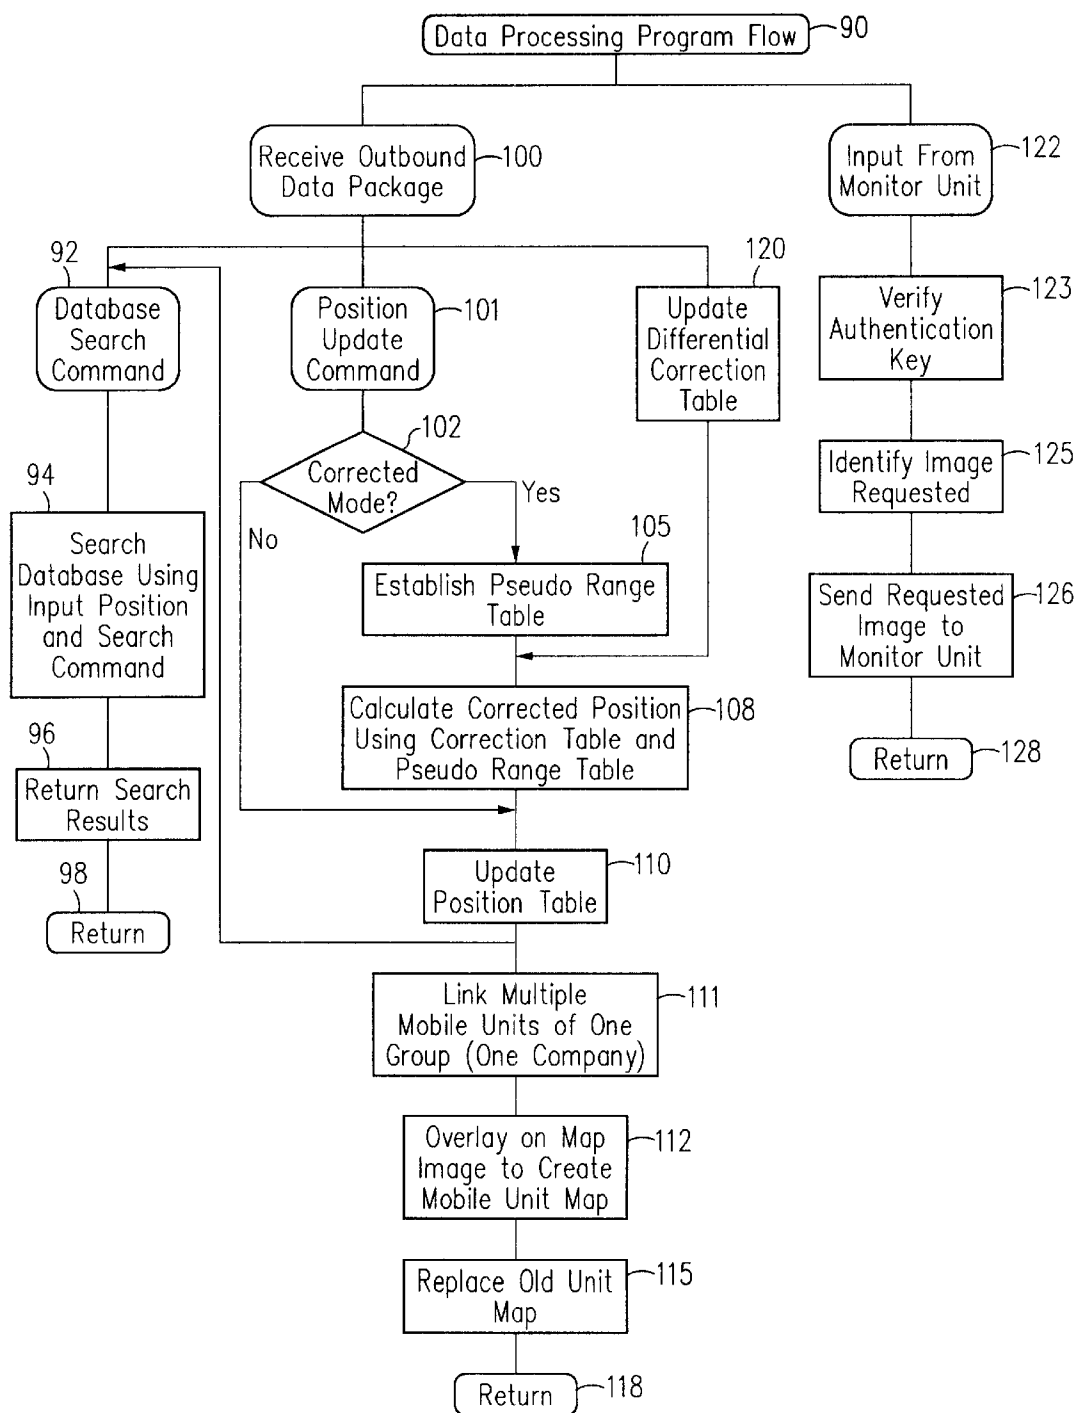 Data Processing Program Flow
90
Receive Outbound
Data Package
100
Input From
Monitor Unit
122
92
Database
Search
Command
Position
Update
Command
101
120
Update
Differential
Correction
Table
Verify
Authentication
Key
123
102
Corrected
Mode?
Yes
No
Identify Image
Requested
125
94
Search
Database Using
Input Position
and Search
Command
105
Establish Pseudo Range
Table
Send Requested
Image to
Monitor Unit
126
Calculate Corrected Position
Using Correction Table and
Pseudo Range Table
108
Return
128
96
Return Search
Results
Update
Position Table
110
98
Return
Link Multiple
Mobile Units of One
Group (One Company)
111
Overlay on Map
Image to Create
Mobile Unit Map
112
Replace Old Unit
Map
115
Return
118